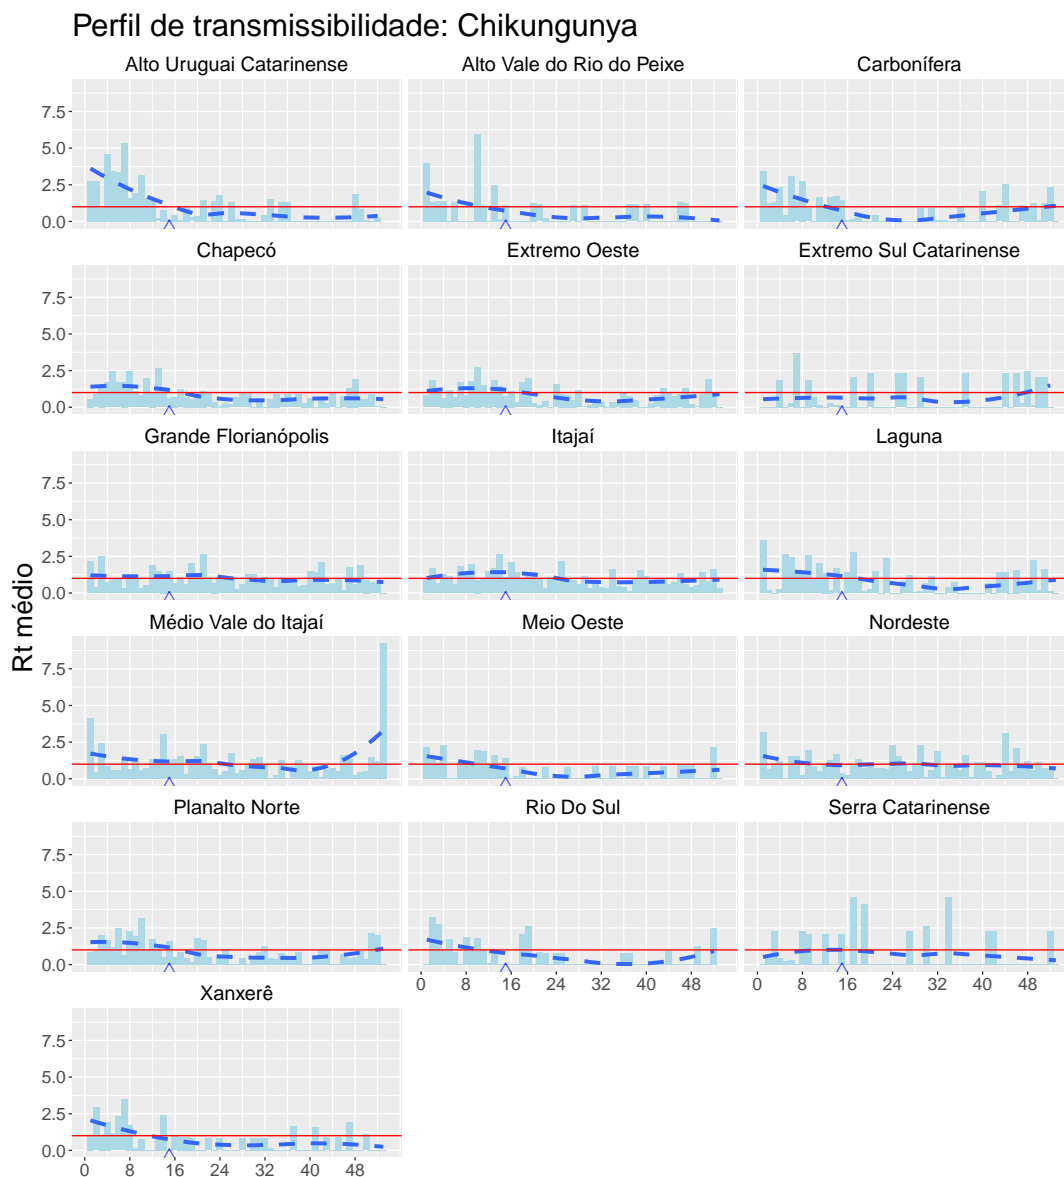 Perfil de transmissibilidade: Chikungunya
Alto Uruguai Catarinense
Alto Vale do Rio do Peixe
Carbonífera
7.5
5.0
2.5
0.0
Chapecó
Extremo Oeste
Extremo Sul Catarinense
7.5
5.0
2.5
0.0
Grande Florianópolis
Itajaí
Laguna
7.5
5.0
2.5
0.0
Rt médio
Médio Vale do Itajaí
Meio Oeste
Nordeste
7.5
5.0
2.5
0.0
Planalto Norte
Rio Do Sul
Serra Catarinense
7.5
5.0
2.5
0.0
0 8 16 24 32 40 48
0 8 16 24 32 40 48
Xanxerê
7.5
5.0
2.5
0.0
0 8 16 24 32 40 48